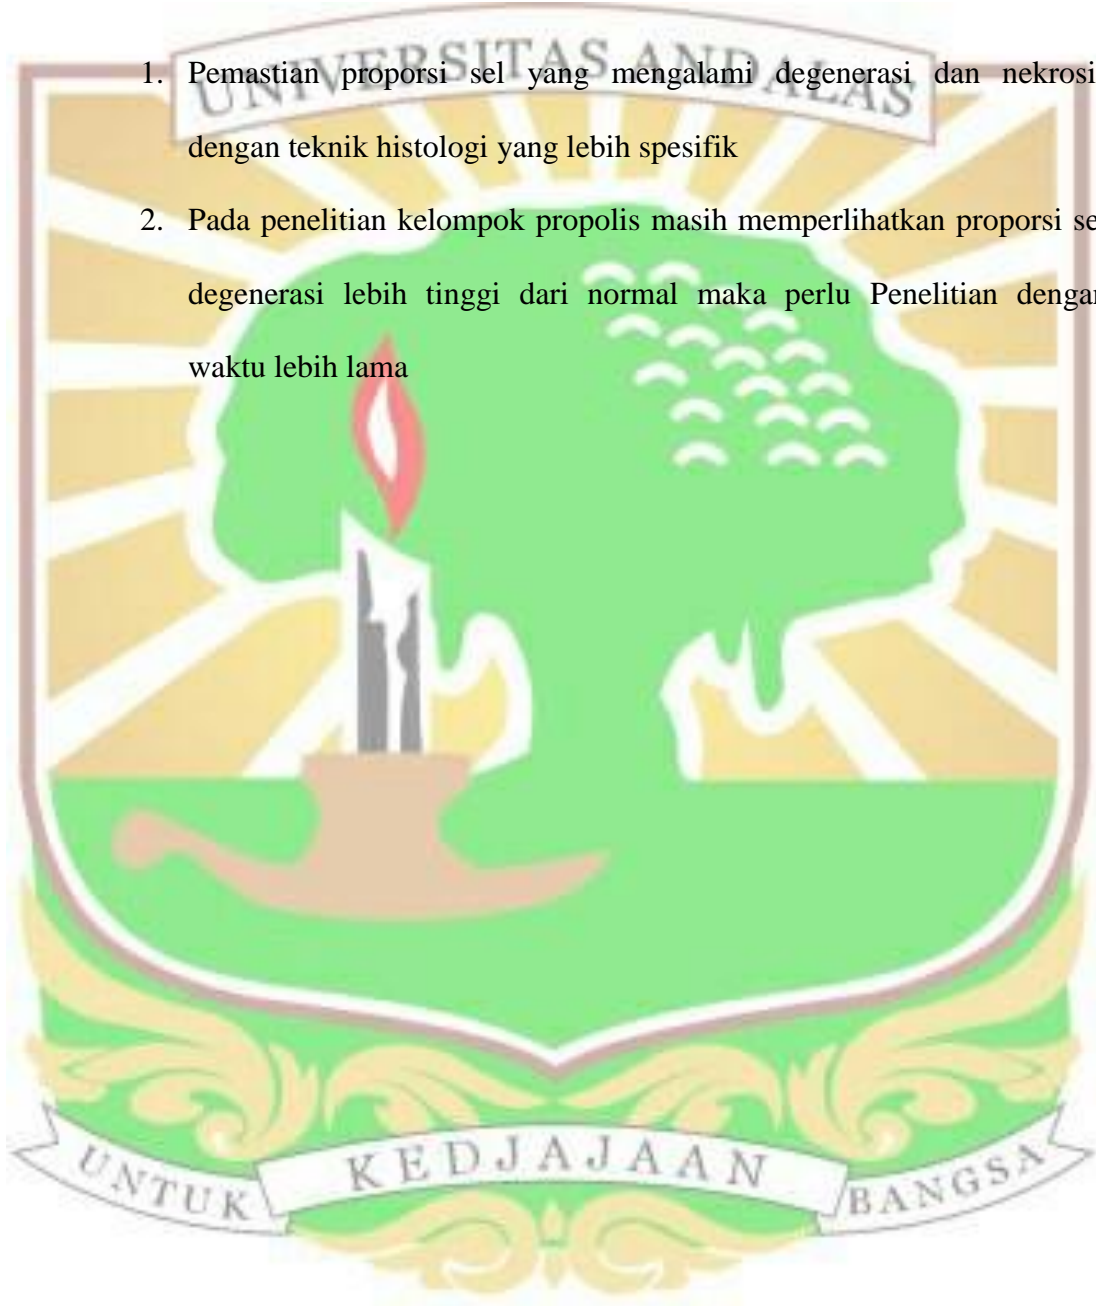 UNIVERSITAS ANDALAS
1. Pemastian proporsi sel yang mengalami degenerasi dan nekrosi
dengan teknik histologi yang lebih spesifik
2. Pada penelitian kelompok propolis masih memperlihatkan proporsi se
degenerasi lebih tinggi dari normal maka perlu Penelitian dengan
waktu lebih lama
UNTUK KEDJAJAAN BANGSA